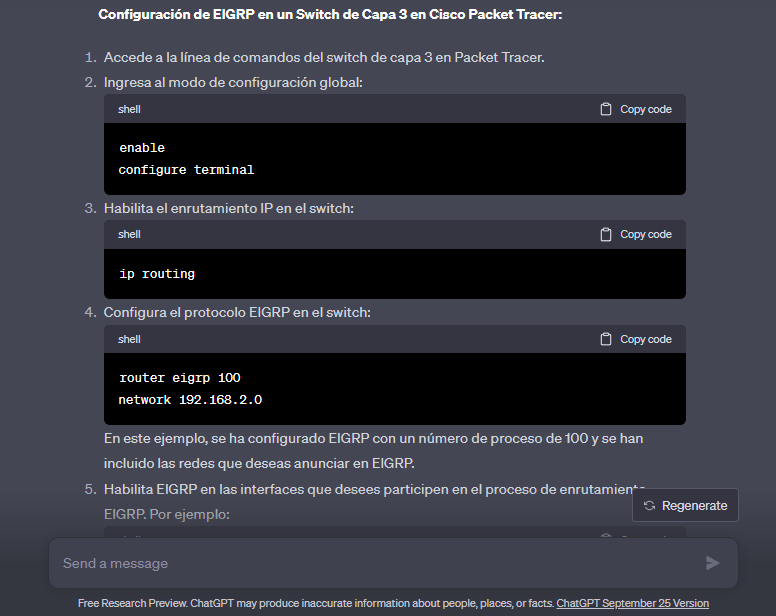 Configuración de EIGRP en un Switch de Capa 3 en Cisco Packet Tracer:
1. Accede a la línea de comandos del switch de capa 3 en Packet Tracer.
2. Ingresa al modo de configuración global:
shell Copy code
enable
configure terminal
3. Habilita el enrutamiento IP en el switch:
shell Copy code
ip routing
4. Configura el protocolo EIGRP en el switch:
shell Copy code
router eigrp 100
network 192.168.2.0
En este ejemplo, se ha configurado EIGRP con un número de proceso de 100 y se han
incluido las redes que deseas anunciar en EIGRP.
5. Habilita EIGRP en las interfaces que desees participen en el proceso de enrutamiento
EIGRP. Por ejemplo:
Regenerate
Send a message
Free Research Preview. ChatGPT may produce inaccurate information about people, places, or facts. ChatGPT September 25 Version